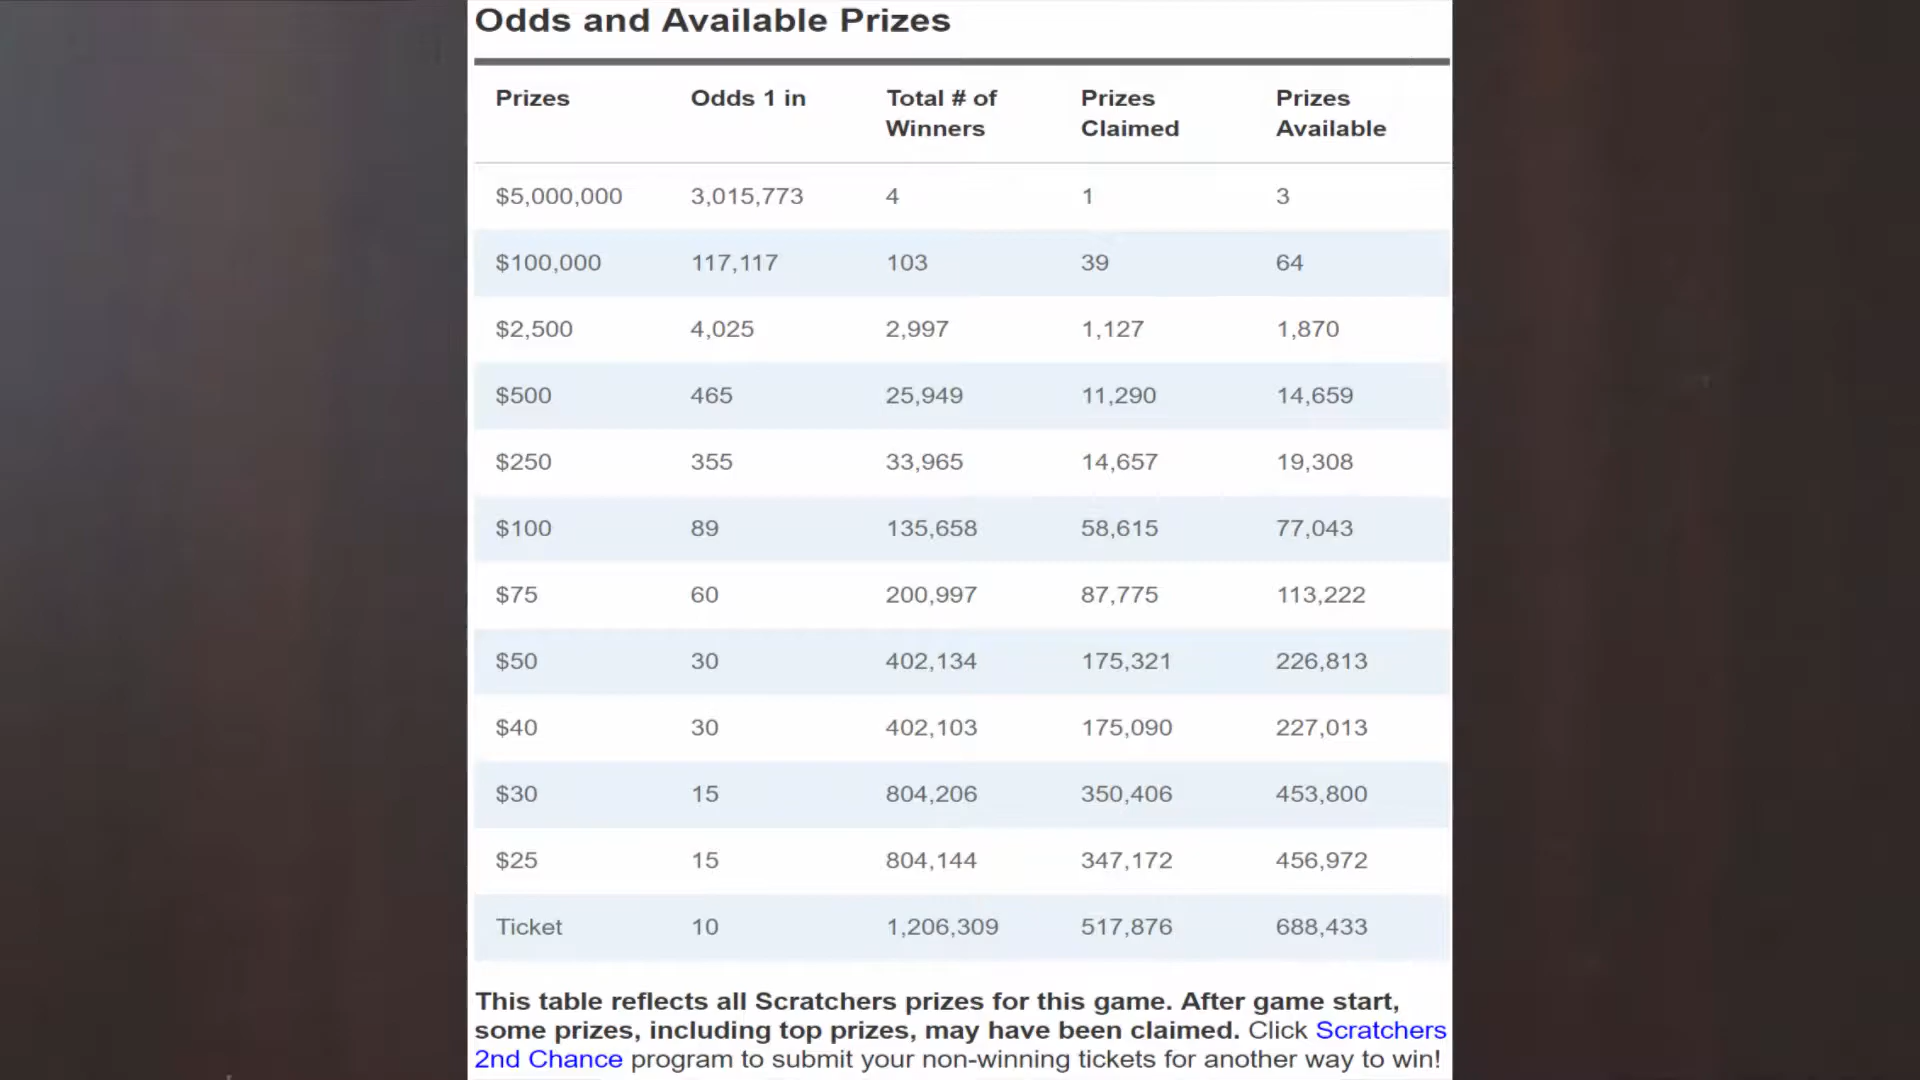 Odds and Available Prizes
Prizes Odds 1 in Total # of Winners Prizes Claimed Prizes Available
$5,000,000 3,015,773 4 1 3
$100,000 117,117 103 39 64
$2,500 4,025 2,997 1,127 1,870
$500 465 25,949 11,290 14,659
$250 355 33,965 14,657 19,308
$100 89 135,658 58,615 77,043
$75 60 200,997 87,775 113,222
$50 30 402,134 175,321 226,813
$40 30 402,103 175,090 227,013
$30 15 804,206 350,406 453,800
$25 15 804,144 347,172 456,972
Ticket 10 1,206,309 517,876 688,433
This table reflects all Scratchers prizes for this game. After game start,
some prizes, including top prizes, may have been claimed. Click Scratchers
2nd Chance program to submit your non-winning tickets for another way to win!